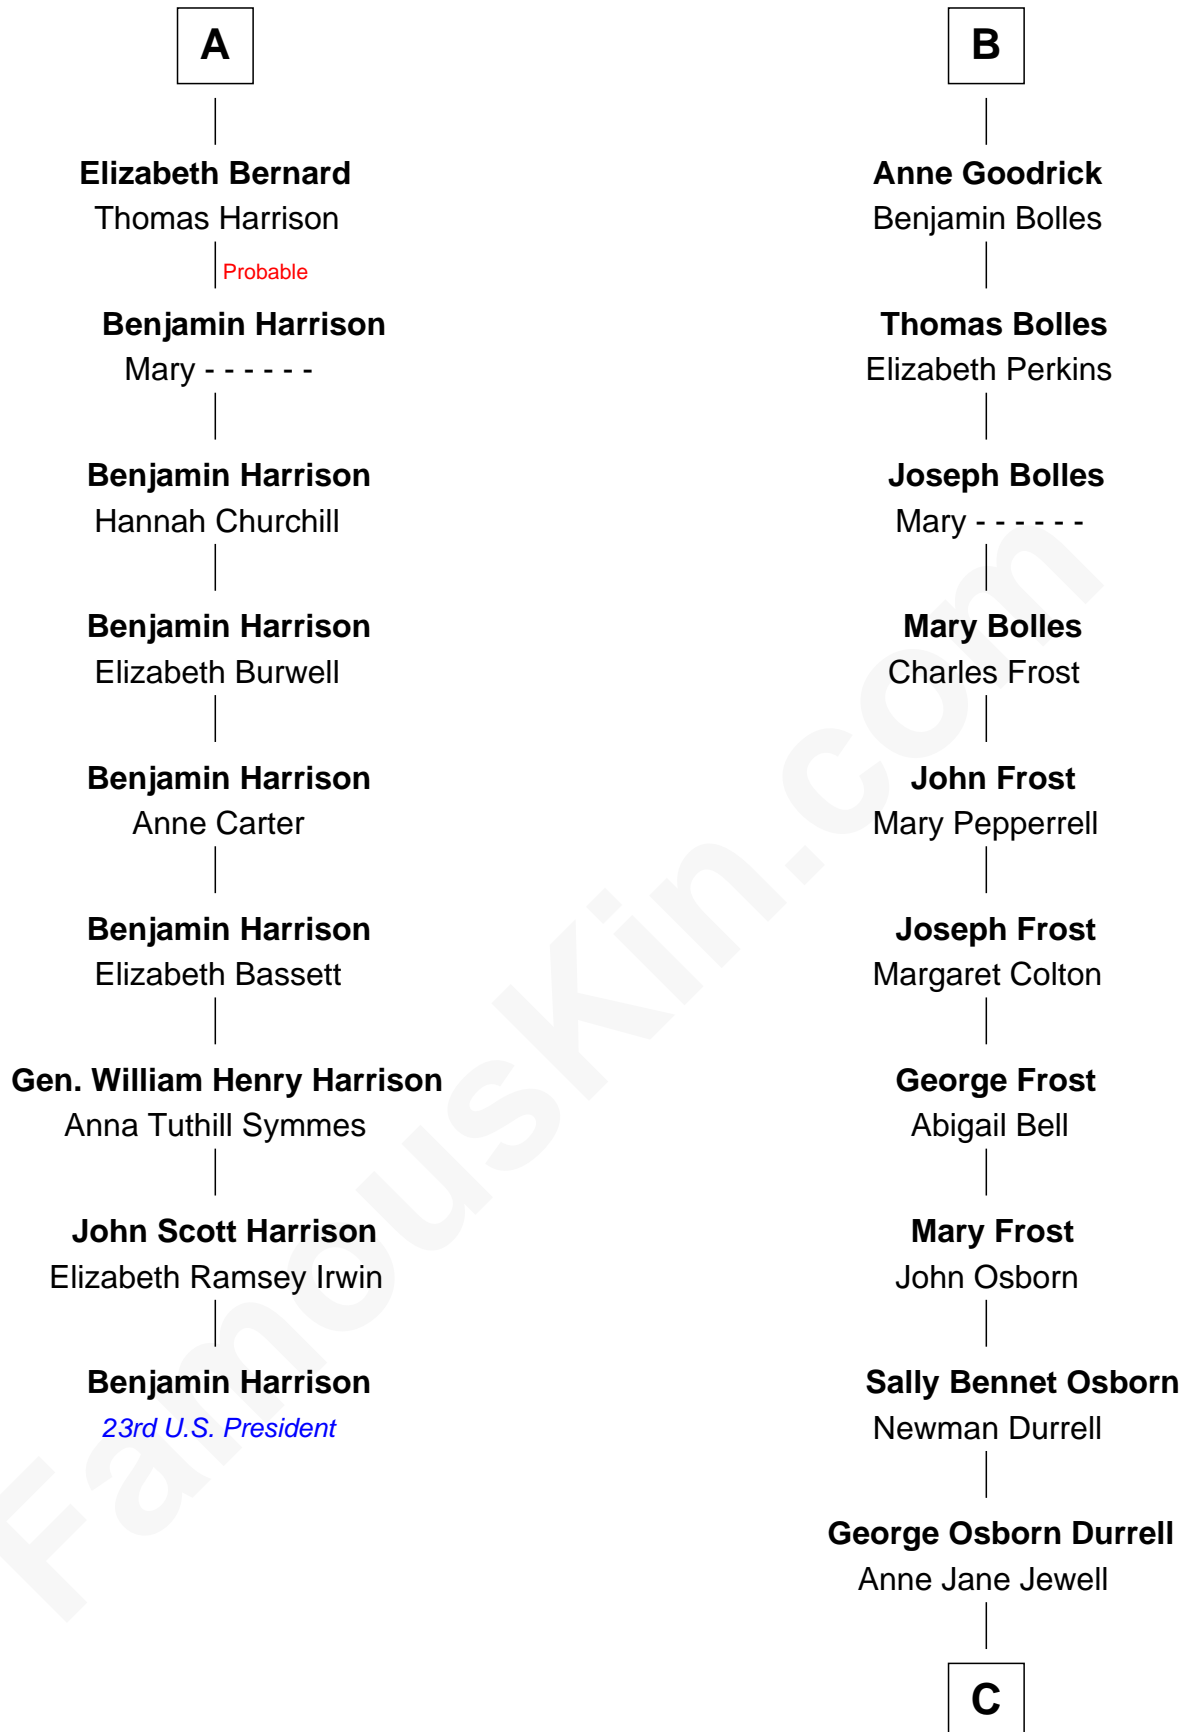 A
Elizabeth Bernard
Thomas Harrison
Probable
Benjamin Harrison
Mary - - - - - -
Benjamin Harrison
Hannah Churchill
Benjamin Harrison
Elizabeth Burwell
Benjamin Harrison
Anne Carter
Benjamin Harrison
Elizabeth Bassett
Gen. William Henry Harrison
Anna Tuthill Symmes
John Scott Harrison
Elizabeth Ramsey Irwin
Benjamin Harrison
23rd U.S. President
B
Anne Goodrick
Benjamin Bolles
Thomas Bolles
Elizabeth Perkins
Joseph Bolles
Mary - - - - - -
Mary Bolles
Charles Frost
John Frost
Mary Pepperrell
Joseph Frost
Margaret Colton
George Frost
Abigail Bell
Mary Frost
John Osborn
Sally Bennet Osborn
Newman Durrell
George Osborn Durrell
Anne Jane Jewell
C
FamousKin.com